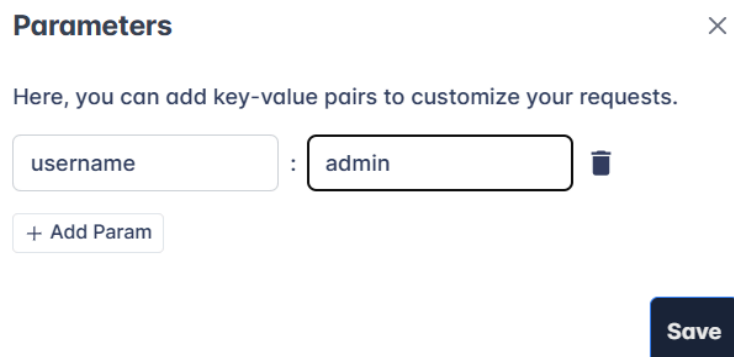 Parameters
Here, you can add key-value pairs to customize your requests.
username : admin
+ Add Param
Save